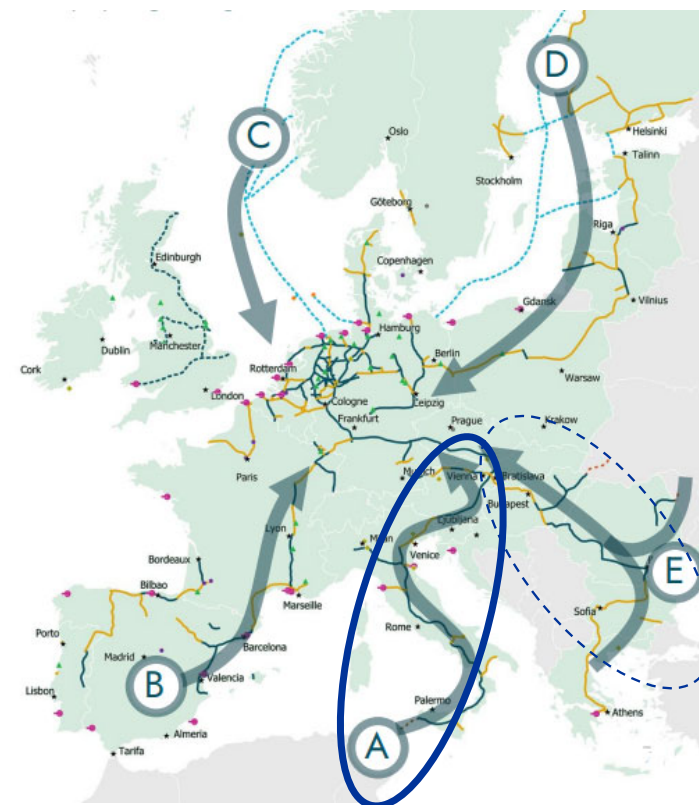 D
C
Oslo
Helsinki
Talinn
Stockholm
Göteborg
Riga
Edinburgh
Copenhagen
Vilnius
Gdansk
Dublin
Manchester
Hamburg
Cork
Berlin
Rotterdam
Warsaw
London
Cologne
Leipzig
Frankfurt
Prague
Krakow
Paris
Munich
Vienna
Bratislava
Budapest
Lyon
Milan
Ljubljana
Venice
Bordeaux
E
Bilbao
Marseille
Sofia
Porto
Rome
Barcelona
Madrid
B
Valencia
Lisbon
Palermo
Athens
Almeria
A
Tarifa